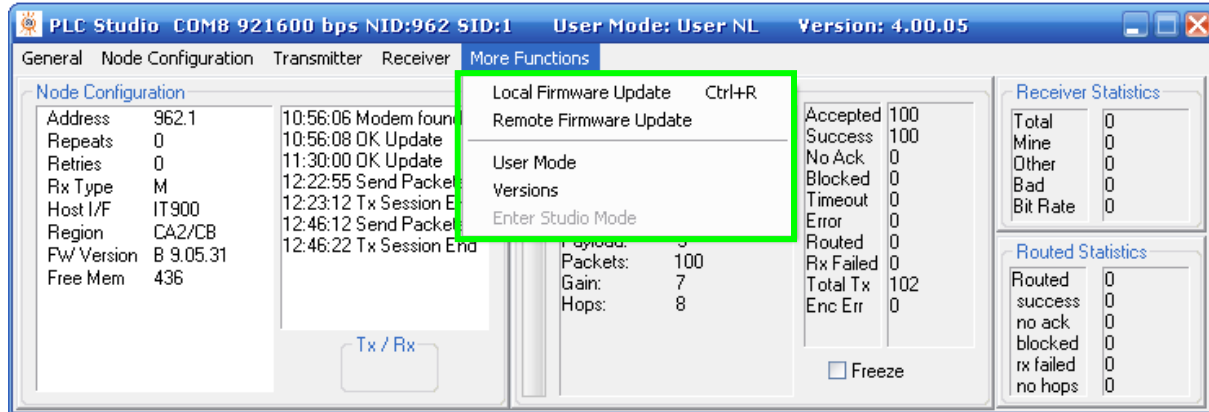 PLC Studio COM8 921600 bps NID:962 SID:1 User Mode: User NL Version: 4.00.05
General Node Configuration Transmitter Receiver More Functions
Node Configuration
Address 962.1
Repeats 0
Retries 0
Rx Type M
Host I/F IT900
Region CA2/CB
FW Version B 9.05.31
Free Mem 436
10:56:06 Modem foun
10:56:08 OK Update
11:30:00 OK Update
12:22:55 Send Packet
12:23:12 Tx Session E
12:46:12 Send Packet
12:46:22 Tx Session End
Tx / Rx
Local Firmware Update Ctrl+R
Remote Firmware Update
User Mode
Versions
Enter Studio Mode
Packets: 100
Gain: 7
Hops: 8
Accepted 100
Success 100
No Ack 0
Blocked 0
Timeout 0
Error 0
Routed 0
Rx Failed 0
Total Tx 102
Enc Err 0
Freeze
Receiver Statistics
Total 0
Mine 0
Other 0
Bad 0
Bit Rate 0
Routed Statistics
Routed 0
success 0
no ack 0
blocked 0
rx failed 0
no hops 0